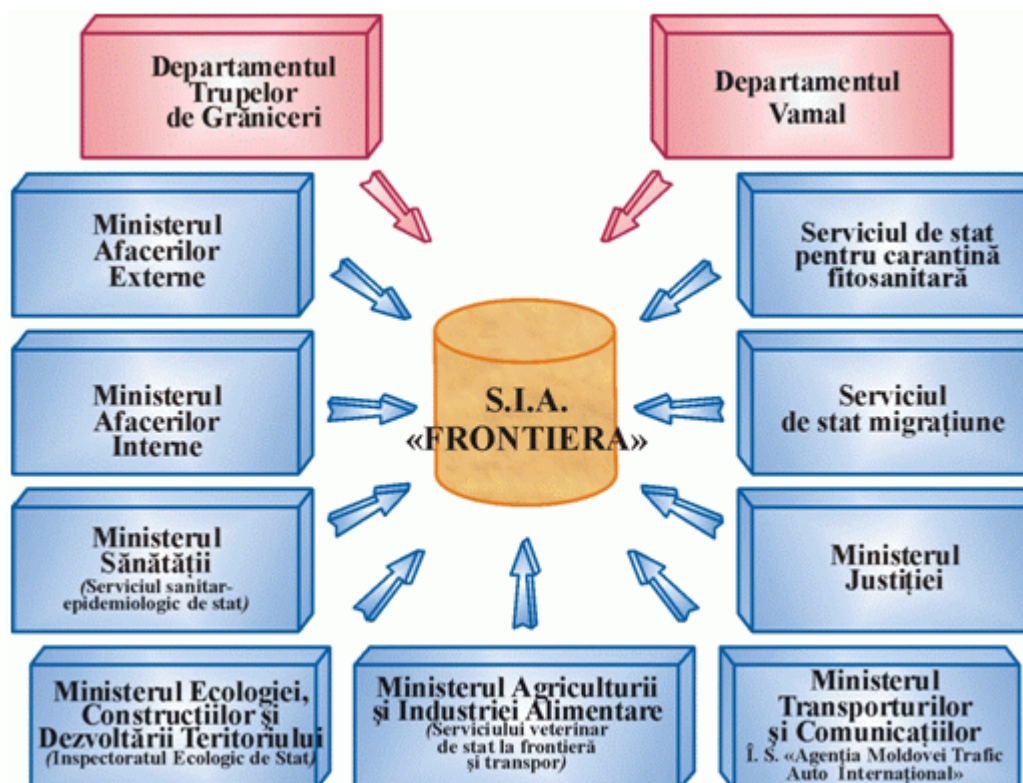 Departamentul
Trupelor
de Grăniceri
Departamentul
Vamal
Ministerul
Afacerilor
Externe
Serviciul de stat
pentru carantină
fitosanitară
S.I.A.
«FRONTIERA»
Ministerul
Afacerilor
Interne
Serviciul
de stat migrațiune
Ministerul
Sănătății
(Serviciul sanitar-
epidemiologic de stat)
Ministerul
Justiției
Ministerul Ecologiei,
Construcțiilor și
Dezvoltării Teritoriului
(Inspectoratul Ecologic de Stat)
Ministerul Agriculturii
și Industriei Alimentare
(Serviciului veterinar
de stat la frontieră
și transpor)
Ministerul
Transporturilor
și Comunicațiilor
Î. S. «Agenția Moldovei Trafic
Auto Internațional»